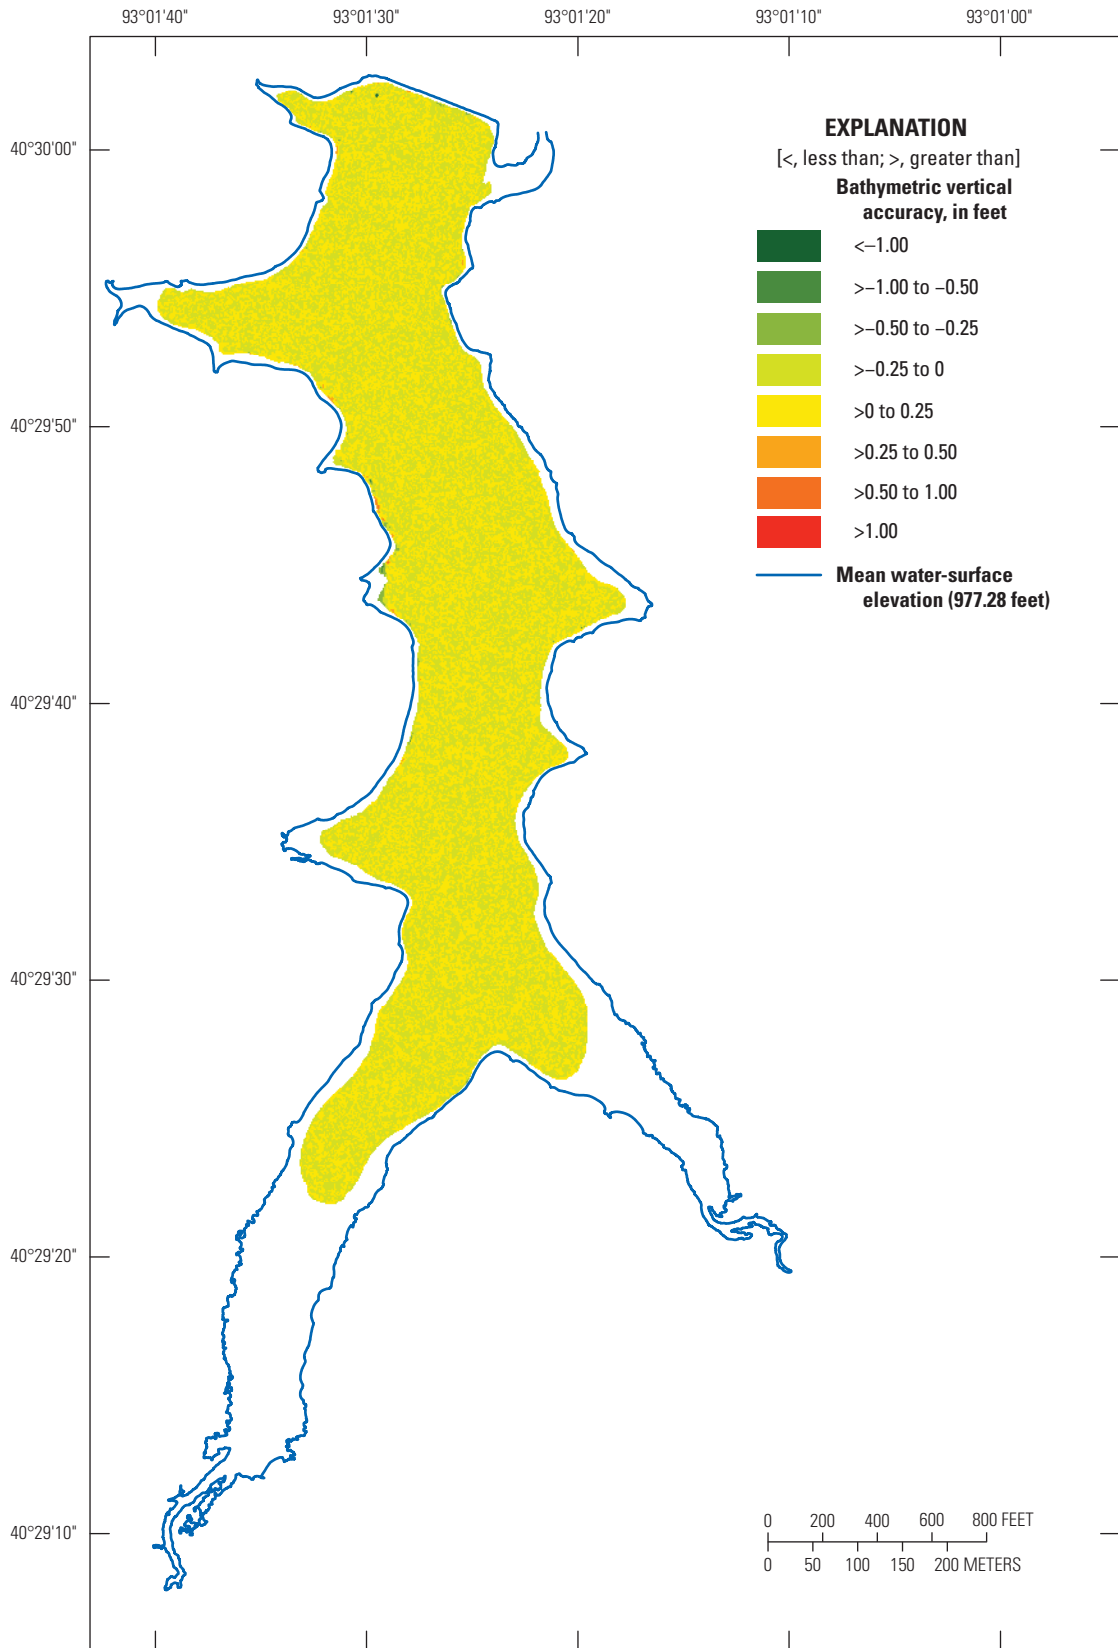 93°01'40" 93°01'30" 93°01'20" 93°01'10" 93°01'00"
EXPLANATION
40°30'00"
[<, less than; >, greater than]
Bathymetric vertical
accuracy, in feet
<–1.00
>–1.00 to –0.50
>–0.50 to –0.25
>–0.25 to 0
>0 to 0.25
40°29'50"
>0.25 to 0.50
>0.50 to 1.00
>1.00
Mean water-surface
elevation (977.28 feet)
40°29'40"
40°29'30"
40°29'20"
40°29'10"
0 200 400 600 800 FEET
0 50 100 150 200 METERS